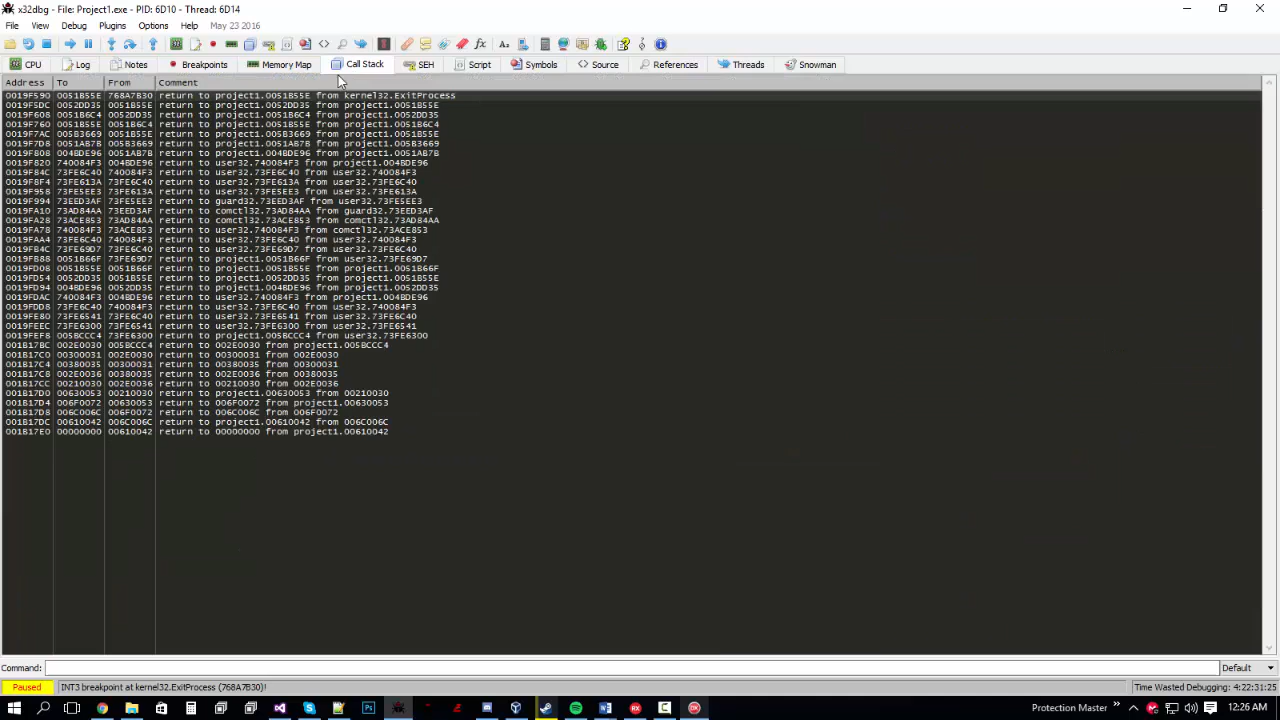 x32dbg - File: Project1.exe - PID: 6D10 - Thread: 6D14
File View Debug Plugins Options Help May 23 2016
CPU Log Notes Breakpoints Memory Map Call Stack SEH Script Symbols Source References Threads Snowman
Address To From Comment
0019F590 0051B55E 768A7B30 return to project1.0051B55E from kernel32.ExitProcess
0019F5DC 0052DD35 0051B55E return to project1.0052DD35 from project1.0051B55E
0019F608 0051B6C4 0052DD35 return to project1.0051B6C4 from project1.0052DD35
0019F760 0051B55E 0051B6C4 return to project1.0051B55E from project1.0051B6C4
0019F7AC 005B3669 0051B55E return to project1.005B3669 from project1.0051B55E
0019F7D8 0051AB7B 005B3669 return to project1.0051AB7B from project1.005B3669
0019F808 004BDE96 0051AB7B return to project1.004BDE96 from project1.0051AB7B
0019F820 740084F3 004BDE96 return to user32.740084F3 from project1.004BDE96
0019F84C 73FE6C40 740084F3 return to user32.73FE6C40 from user32.740084F3
0019F8F4 73FE613A 73FE6C40 return to user32.73FE613A from user32.73FE6C40
0019F958 73FE5EE3 73FE613A return to user32.73FE5EE3 from user32.73FE613A
0019F994 73EED3AF 73FE5EE3 return to guard32.73EED3AF from user32.73FE5EE3
0019FA10 73AD84AA 73EED3AF return to comctl32.73AD84AA from guard32.73EED3AF
0019FA28 73ACE853 73AD84AA return to comctl32.73ACE853 from comctl32.73AD84AA
0019FA78 740084F3 73ACE853 return to user32.740084F3 from comctl32.73ACE853
0019FAA4 73FE6C40 740084F3 return to user32.73FE6C40 from user32.740084F3
0019FB4C 73FE69D7 73FE6C40 return to user32.73FE69D7 from user32.73FE6C40
0019FB88 0051B66F 73FE69D7 return to project1.0051B66F from user32.73FE69D7
0019FD08 0051B55E 0051B66F return to project1.0051B55E from project1.0051B66F
0019FD54 0052DD35 0051B55E return to project1.0052DD35 from project1.0051B55E
0019FD94 004BDE96 0052DD35 return to project1.004BDE96 from project1.0052DD35
0019FDAC 740084F3 004BDE96 return to user32.740084F3 from project1.004BDE96
0019FDD8 73FE6C40 740084F3 return to user32.73FE6C40 from user32.740084F3
0019FE80 73FE6541 73FE6C40 return to user32.73FE6541 from user32.73FE6C40
0019FEEC 73FE6300 73FE6541 return to user32.73FE6300 from user32.73FE6541
0019FEF8 005BCCC4 73FE6300 return to project1.005BCCC4 from user32.73FE6300
001B17BC 002E0030 005BCCC4 return to 002E0030 from project1.005BCCC4
001B17C0 00300031 002E0030 return to 00300031 from 002E0030
001B17C4 00380035 00300031 return to 00380035 from 00300031
001B17C8 002E0036 00380035 return to 002E0036 from 00380035
001B17CC 00210030 002E0036 return to 00210030 from 002E0036
001B17D0 00630053 00210030 return to project1.00630053 from 00210030
001B17D4 006F0072 00630053 return to 006F0072 from project1.00630053
001B17D8 006C006C 006F0072 return to 006C006C from 006F0072
001B17DC 00610042 006C006C return to project1.00610042 from 006C006C
001B17E0 00000000 00610042 return to 00000000 from project1.00610042
Command: Default
Paused INT3 breakpoint at kernel32.ExitProcess (768A7B30)! Time Wasted Debugging: 4:22:31:25
Protection Master 12:26 AM